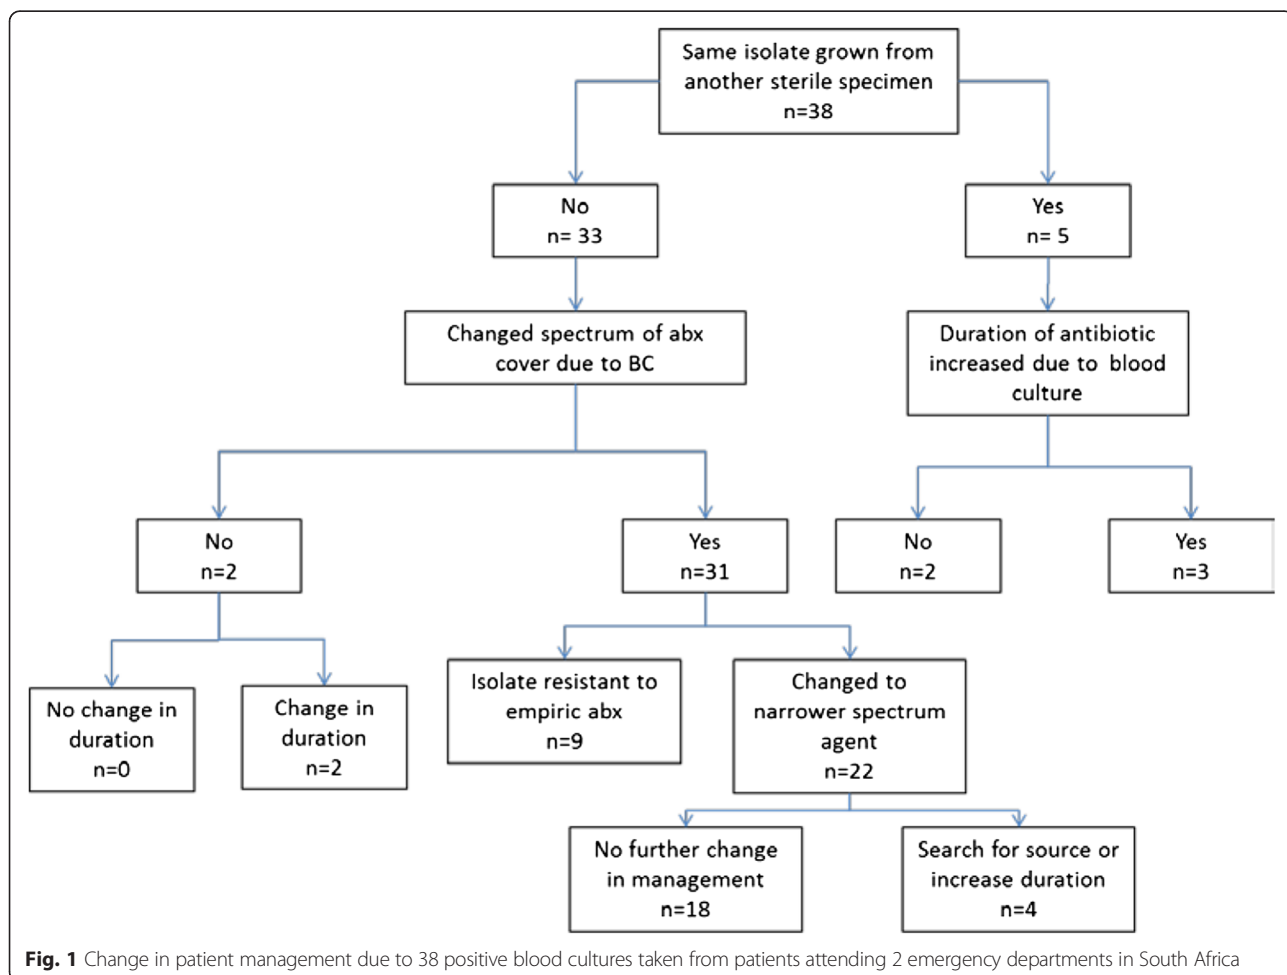 Same isolate grown from
another sterile specimen
n=38
No
n= 33
Yes
n= 5
Changed spectrum of abx
cover due to BC
Duration of antibiotic
increased due to blood
culture
No
n=2
Yes
n=31
No
n=2
Yes
n=3
No change in
duration
n=0
Change in
duration
n=2
Isolate resistant to
empiric abx
n=9
Changed to
narrower spectrum
agent
n=22
No further change
in management
n=18
Search for source or
increase duration
n=4
Fig. 1 Change in patient management due to 38 positive blood cultures taken from patients attending 2 emergency departments in South Africa